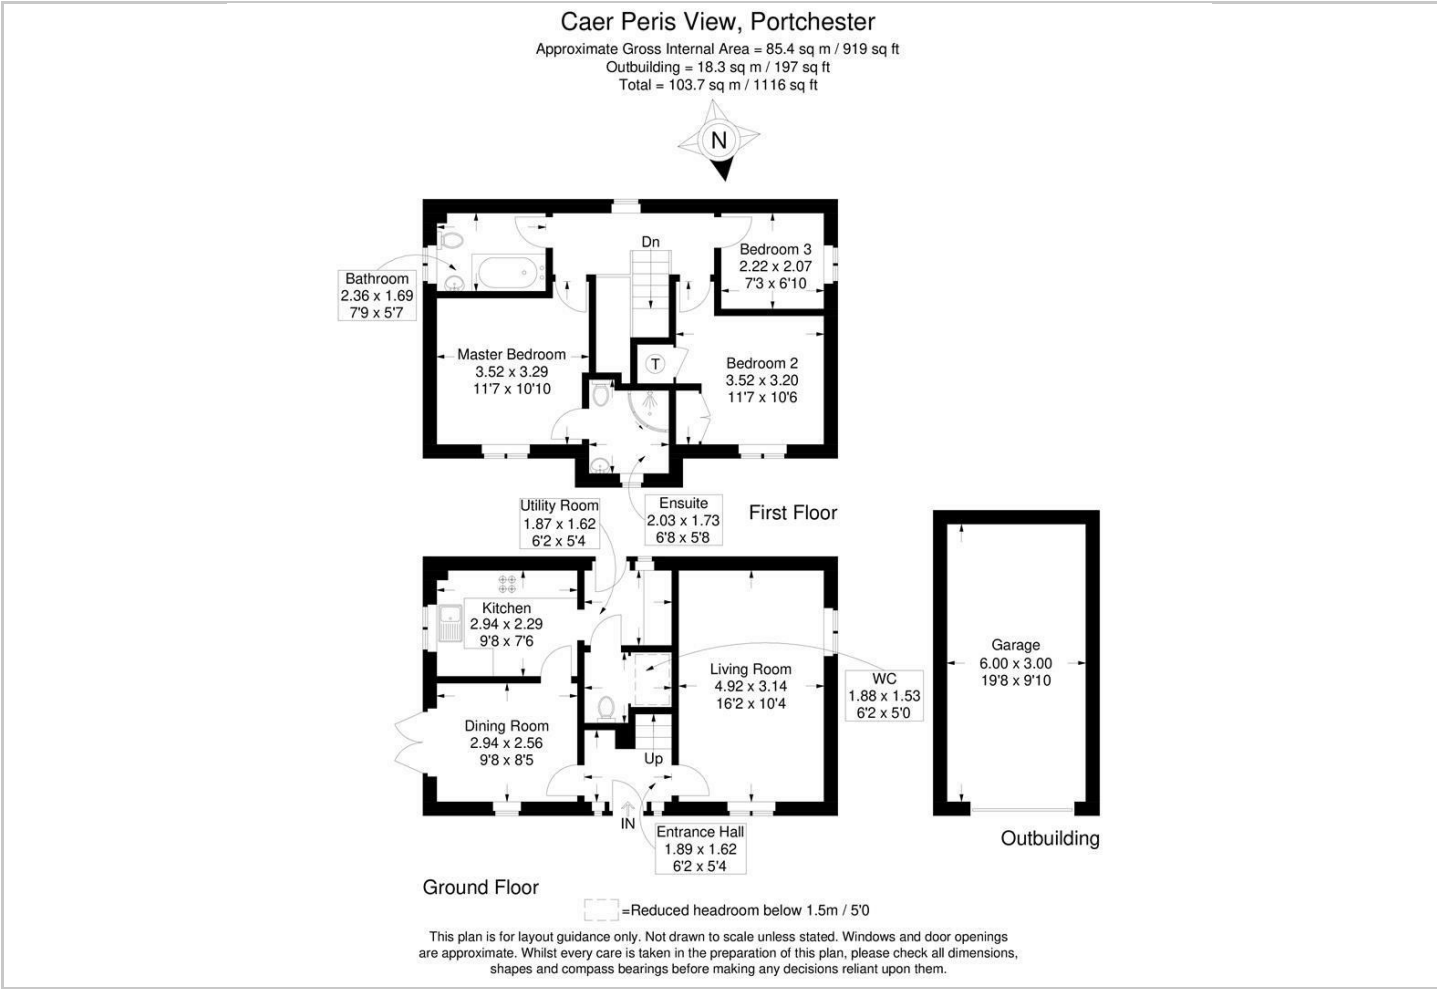 Caer Peris View, Portchester
Approximate Gross Internal Area = 85.4 sq m / 919 sq ft
Outbuilding = 18.3 sq m / 197 sq ft
Total = 103.7 sq m / 1116 sq ft
N
Dn
Bedroom 3
2.22 x 2.07
7'3 x 6'10
Bathroom
2.36 x 1.69
7'9 x 5'7
Master Bedroom
3.52 x 3.29
11'7 x 10'10
T
Bedroom 2
3.52 x 3.20
11'7 x 10'6
Utility Room
1.87 x 1.62
6'2 x 5'4
Ensuite
2.03 x 1.73
6'8 x 5'8
First Floor
Kitchen
2.94 x 2.29
9'8 x 7'6
Living Room
4.92 x 3.14
16'2 x 10'4
WC
1.88 x 1.53
6'2 x 5'0
Garage
6.00 x 3.00
19'8 x 9'10
Dining Room
2.94 x 2.56
9'8 x 8'5
Up
IN
Entrance Hall
1.89 x 1.62
6'2 x 5'4
Outbuilding
Ground Floor
=Reduced headroom below 1.5m / 5'0
This plan is for layout guidance only. Not drawn to scale unless stated. Windows and door openings
are approximate. Whilst every care is taken in the preparation of this plan, please check all dimensions,
shapes and compass bearings before making any decisions reliant upon them.